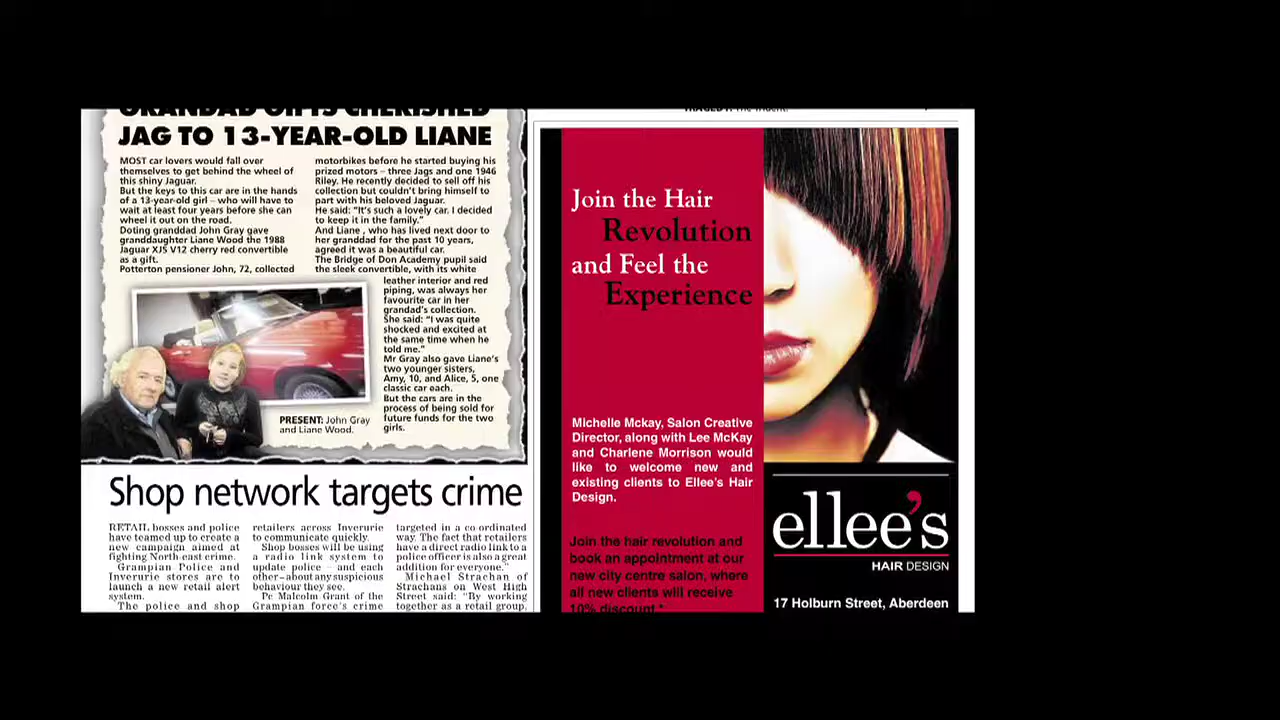 GRANDAD GIFTS CHERISHED
JAG TO 13-YEAR-OLD LIANE
MOST car lovers would fall over
themselves to get behind the wheel of
this shiny Jaguar.
But the keys to this car are in the hands
of a 13-year-old girl – who will have to
wait at least four years before she can
wheel it out on the road.
Doting granddad John Gray gave
granddaughter Liane Wood the 1988
Jaguar XJS V12 cherry red convertible
as a gift.
Potterton pensioner John, 72, collected
motorbikes before he started buying his
prized motors – three Jags and one 1946
Riley. He recently decided to sell off his
collection but couldn't bring himself to
part with his beloved Jaguar.
He said: "It's such a lovely car. I decided
to keep it in the family."
And Liane , who has lived next door to
her granddad for the past 10 years,
agreed it was a beautiful car.
The Bridge of Don Academy pupil said
the sleek convertible, with its white
leather interior and red
piping, was always her
favourite car in her
grandad's collection.
She said: "I was quite
shocked and excited at
the same time when he
told me."
Mr Gray also gave Liane's
two younger sisters,
Amy, 10, and Alice, 5, one
classic car each.
But the cars are in the
process of being sold for
future funds for the two
girls.
PRESENT: John Gray
and Liane Wood.
Shop network targets crime
RETAIL bosses and police
have teamed up to create a
new campaign aimed at
fighting North-east crime.
Grampian Police and
Inverurie stores are to
launch a new retail alert
system.
The police and shop
retailers across Inverurie
to communicate quickly.
Shop bosses will be using
a radio link system to
update police – and each
other – about any suspicious
behaviour they see.
Pc Malcolm Grant of the
Grampian force's crime
targeted in a co-ordinated
way. The fact that retailers
have a direct radio link to a
police officer is also a great
addition for everyone."
Michael Strachan of
Strachans on West High
Street said: "By working
together as a retail group,
Join the Hair
Revolution
and Feel the
Experience
Michelle Mckay, Salon Creative
Director, along with Lee McKay
and Charlene Morrison would
like to welcome new and
existing clients to Ellee's Hair
Design.
Join the hair revolution and
book an appointment at our
new city centre salon, where
all new clients will receive
10% discount.*
ellee's
HAIR DESIGN
17 Holburn Street, Aberdeen